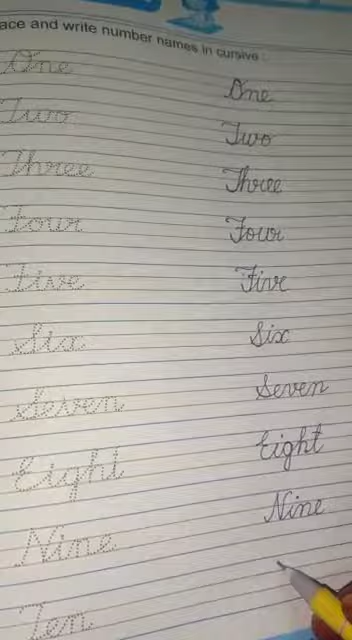 ace and write number names in cursive
One One
Two Two
Three Three
Four Four
Five Five
Six Six
Seven Seven
Eight Eight
Nine Nine
Ten